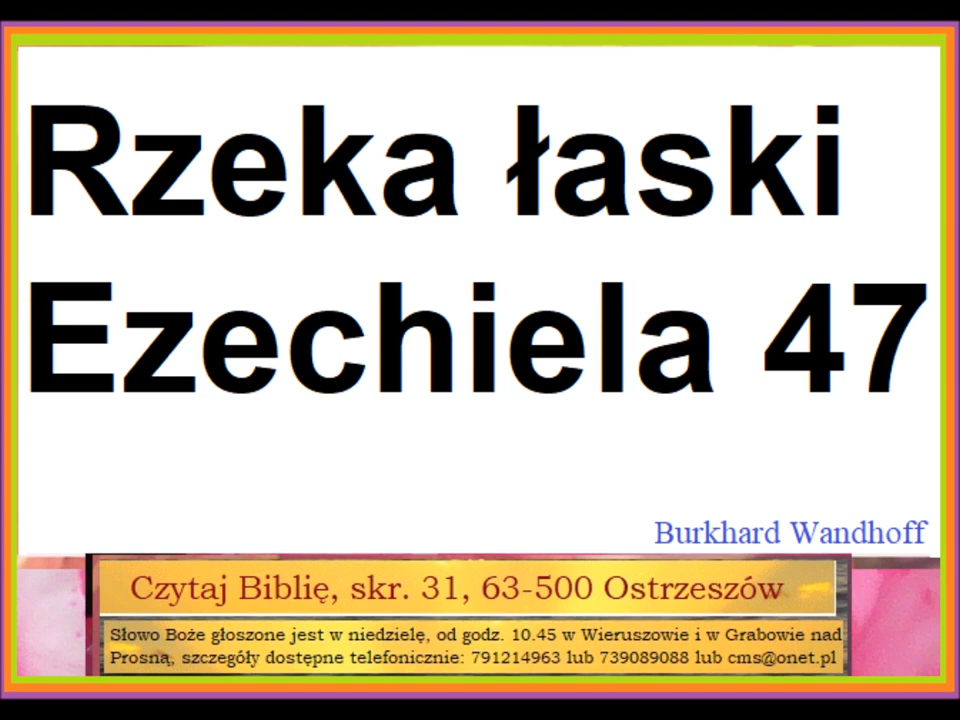 Rzeka łaski
Ezechiela 47
Burkhard Wandhoff
Czytaj Biblię, skr. 31, 63-500 Ostrzeszów
Słowo Boże głoszone jest w niedzielę, od godz. 10.45 w Wieruszowie i w Grabowie nad
Prosną, szczegóły dostępne telefonicznie: 791214963 lub 739089088 lub cms@onet.pl